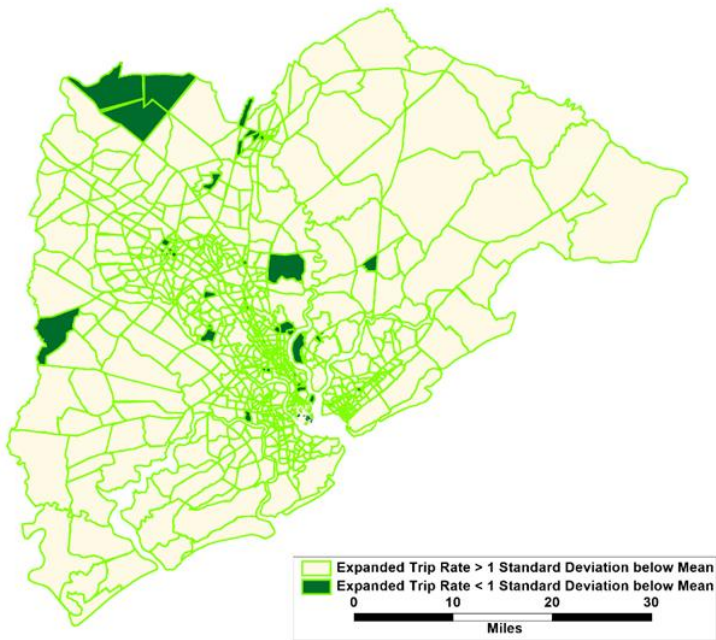 Expanded Trip Rate > 1 Standard Deviation below Mean
Expanded Trip Rate < 1 Standard Deviation below Mean
0 10 20 30
Miles